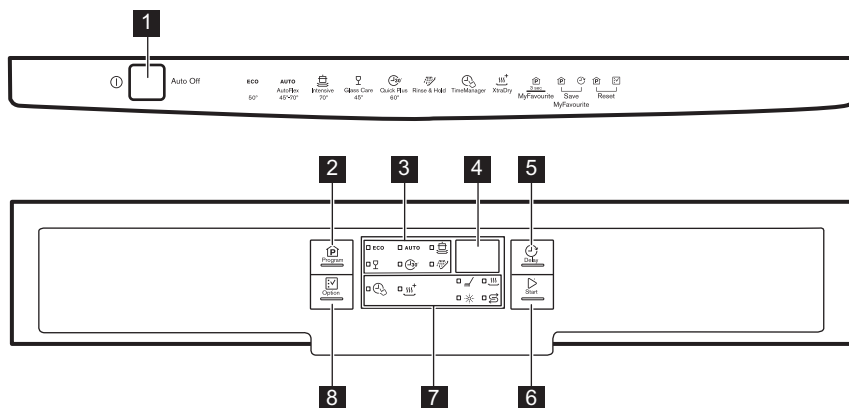 1
Auto Off
ECO
50°
AUTO
AutoFlex
45°-70°
Intensive
70°
Glass Care
45°
30'
Quick Plus
60°
Rinse & Hold
TimeManager
XtraDry
P
3 sec.
MyFavourite
P
Save
MyFavourite
P
Reset
2
3
4
5
P
Program
ECO
AUTO
30'
Delay
Option
Start
8
7
6